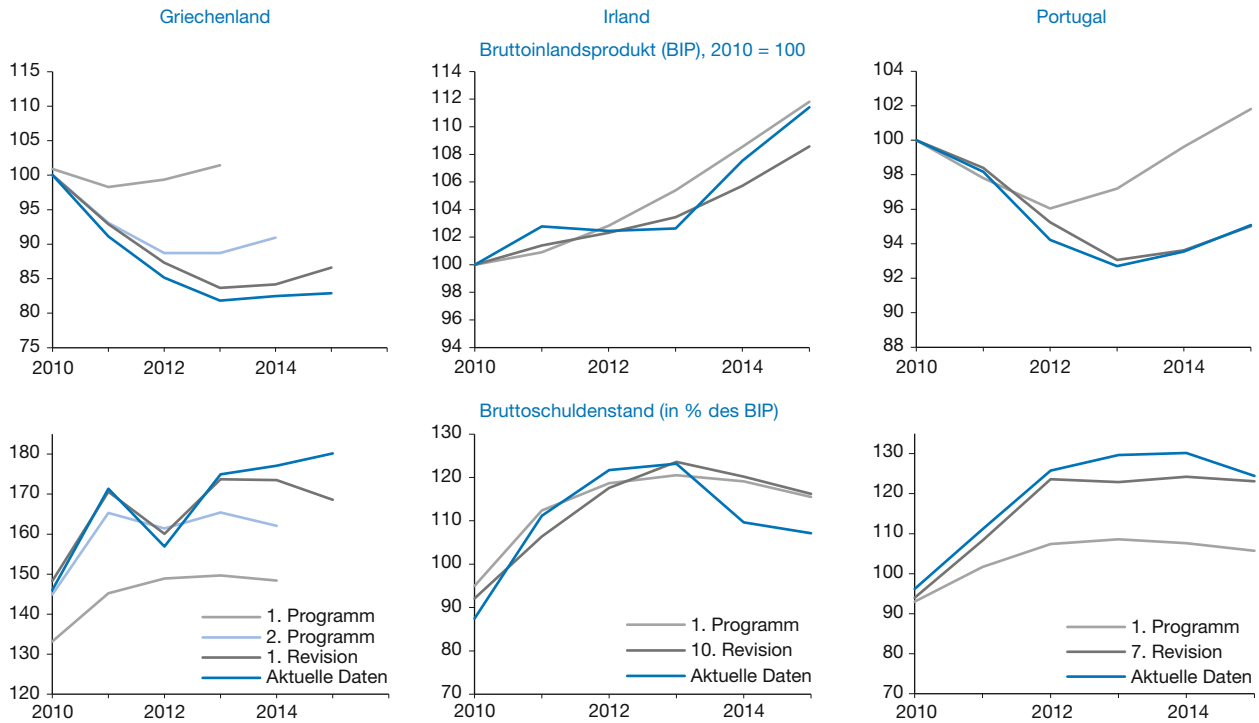 Griechenland
Irland
Portugal
Bruttoinlandsprodukt (BIP), 2010 = 100
115
110
105
100
95
90
85
80
75
2010 2012 2014
114
112
110
108
106
104
102
100
98
96
94
2010 2012 2014
104
102
100
98
96
94
92
90
88
2010 2012 2014
Bruttoschuldenstand (in % des BIP)
180
170
160
150
140
130
120
2010 2012 2014
1. Programm
2. Programm
1. Revision
Aktuelle Daten
130
120
110
100
90
80
70
2010 2012 2014
1. Programm
10. Revision
Aktuelle Daten
130
120
110
100
90
80
70
2010 2012 2014
1. Programm
7. Revision
Aktuelle Daten